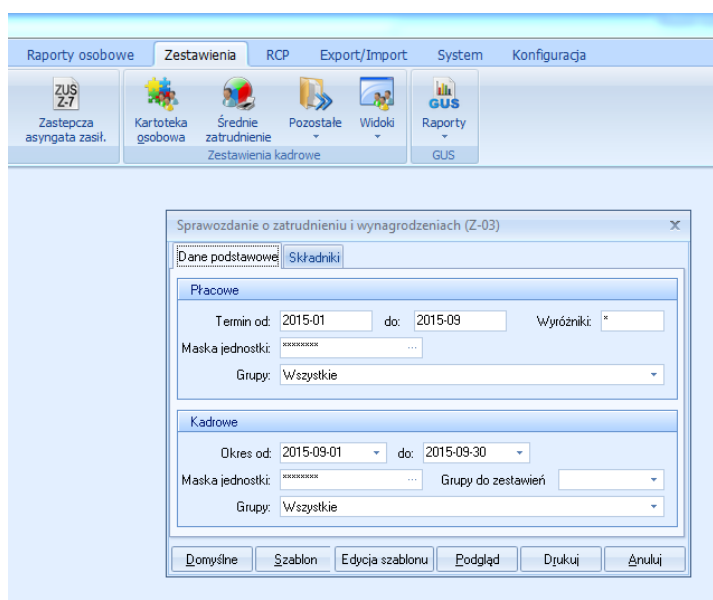 Raporty osobowe Zestawienia RCP Export/Import System Konfiguracja
ZUS
Z-7
GUS
Zastępcza Kartoteka Średnie Pozostałe Widoki Raporty
asyngata zasił. osobowa zatrudnienie
Zestawienia kadrowe GUS
Sprawozdanie o zatrudnieniu i wynagrodzeniach (Z-03) x
Dane podstawowe Składniki
Płacowe
Termin od: 2015-01 do: 2015-09 Wyróżniki: *
Maska jednostki: ******** ...
Grupy: Wszystkie
Kadrowe
Okres od: 2015-09-01 do: 2015-09-30
Maska jednostki: ******** ... Grupy do zestawień
Grupy: Wszystkie
Domyślne Szablon Edycja szablonu Podgląd Drukuj Anuluj